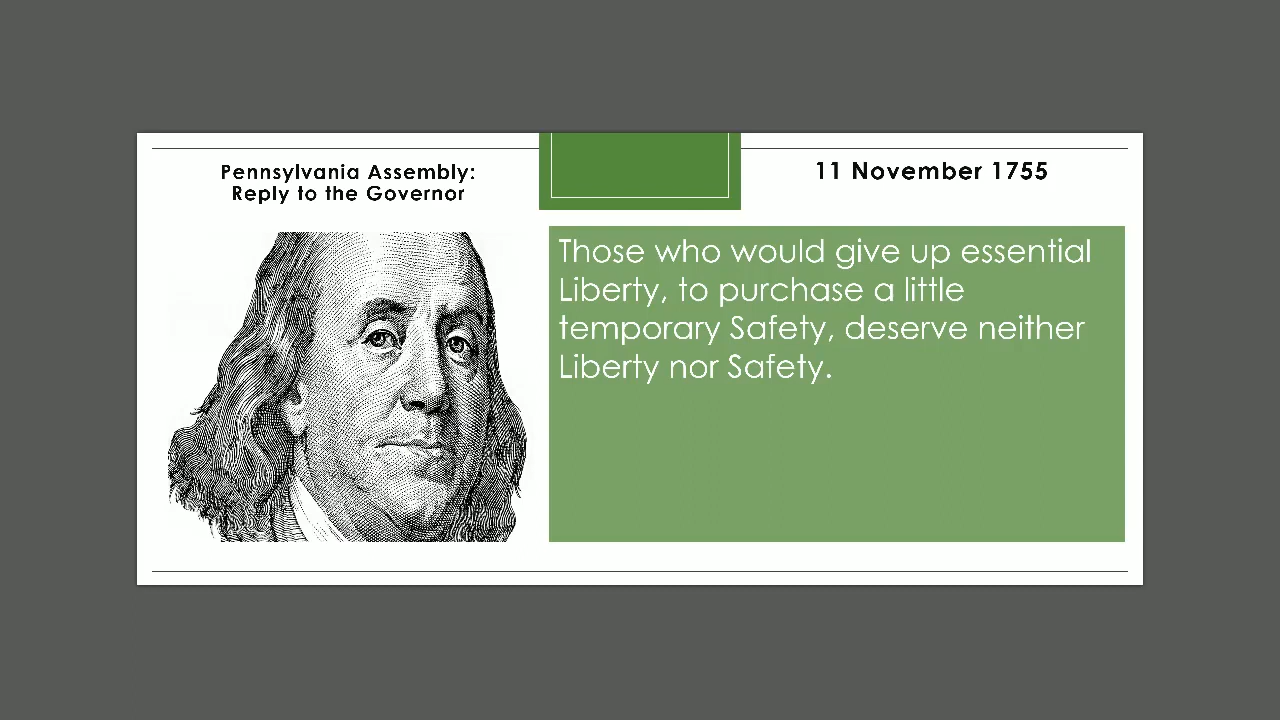 Pennsylvania Assembly:
Reply to the Governor
11 November 1755
Those who would give up essential
Liberty, to purchase a little
temporary Safety, deserve neither
Liberty nor Safety.